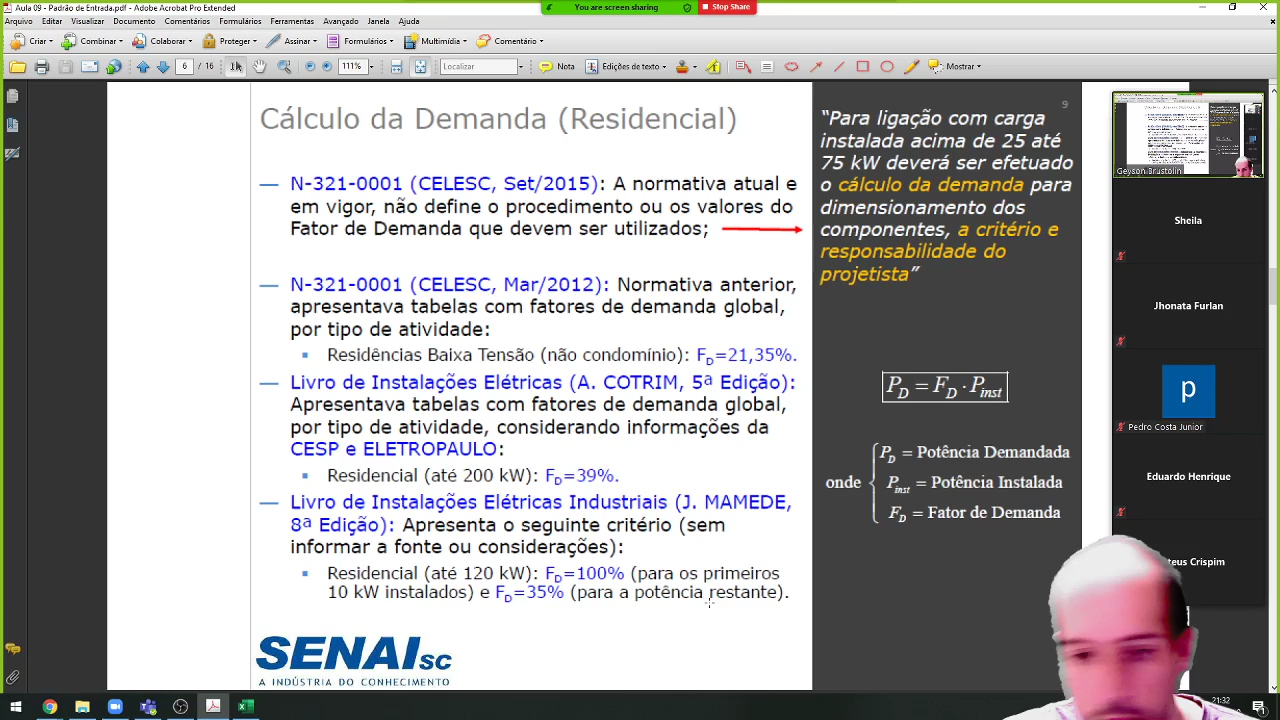 Aula 09 - Padrão de Entrada.pdf - Adobe Acrobat Pro Extended
You are screen sharing
Stop Share
Arquivo Editar Visualizar Documento Comentários Formulários Ferramentas Avançado Janela Ajuda
Criar Combinar Colaborar Proteger Assinar Formulários Multimídia Comentário
6 / 16 111% Localizar Nota Edições de texto Mostrar
9
Cálculo da Demanda (Residencial)
— N-321-0001 (CELESC, Set/2015): A normativa atual e
em vigor, não define o procedimento ou os valores do
Fator de Demanda que devem ser utilizados;
— N-321-0001 (CELESC, Mar/2012): Normativa anterior,
apresentava tabelas com fatores de demanda global,
por tipo de atividade:
▪ Residências Baixa Tensão (não condomínio): FD=21,35%.
— Livro de Instalações Elétricas (A. COTRIM, 5ª Edição):
Apresentava tabelas com fatores de demanda global,
por tipo de atividade, considerando informações da
CESP e ELETROPAULO:
▪ Residencial (até 200 kW): FD=39%.
— Livro de Instalações Elétricas Industriais (J. MAMEDE,
8ª Edição): Apresenta o seguinte critério (sem
informar a fonte ou considerações):
▪ Residencial (até 120 kW): FD=100% (para os primeiros
10 kW instalados) e FD=35% (para a potência restante).
SENAI SC
A INDÚSTRIA DO CONHECIMENTO
“Para ligação com carga
instalada acima de 25 até
75 kW deverá ser efetuado
o cálculo da demanda para
dimensionamento dos
componentes, a critério e
responsabilidade do
projetista”
PD = FD · Pinst
PD = Potência Demandada
onde Pinst = Potência Instalada
FD = Fator de Demanda
Geyson Brustolin
Sheila
Jhonata Furlan
p
Pedro Costa Junior
Eduardo Henrique
Crispim
21:32